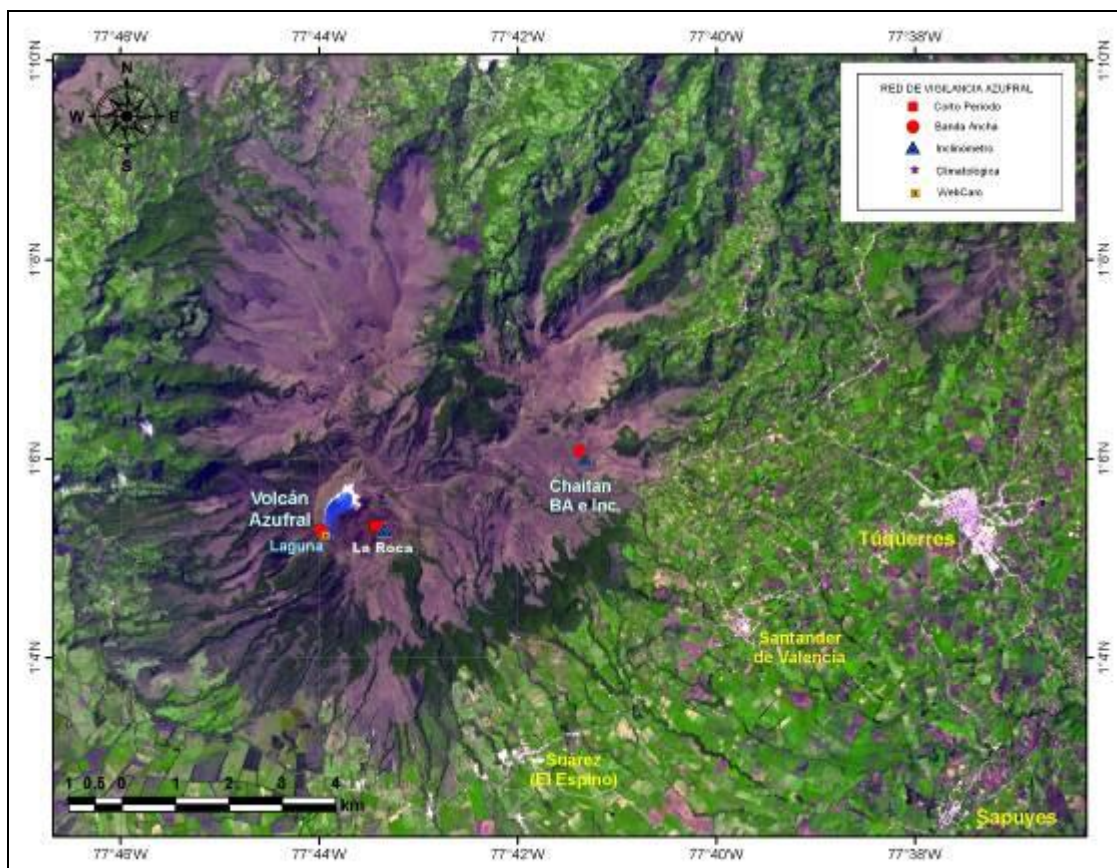 77°46'W 77°44'W 77°42'W 77°40'W 77°38'W
1°10'N 1°10'N
N
W E
S
RED DE VIGILANCIA AZUFRAL
Corto Periodo
Banda Ancha
Inclinometro
Climatológica
WebCam
1°8'N 1°8'N
1°6'N 1°6'N
Volcán
Azufral
Laguna
La Roca
Chaitan
BA e Inc.
Túquerres
Santander
de Valencia
1°4'N 1°4'N
Suarez
(El Espino)
Sapuyes
1 0.5 0 1 2 3 4
km
77°46'W 77°44'W 77°42'W 77°40'W 77°38'W